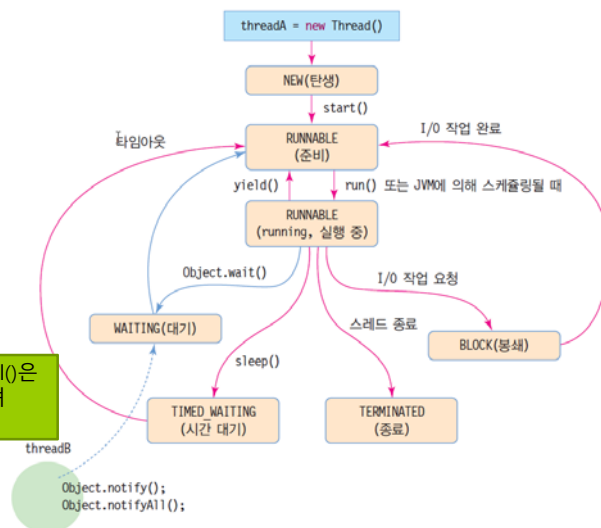 threadA = new Thread()
NEW(탄생)
start()
I/O 작업 완료
타임아웃
RUNNABLE
(준비)
yield()
run() 또는 JVM에 의해 스케쥴링될 때
RUNNABLE
(running, 실행 중)
Object.wait()
I/O 작업 요청
WAITING(대기)
스레드 종료
BLOCK(봉쇄)
sleep()
TIMED_WAITING
(시간 대기)
TERMINATED
(종료)
threadB
Object.notify();
Object.notifyAll();